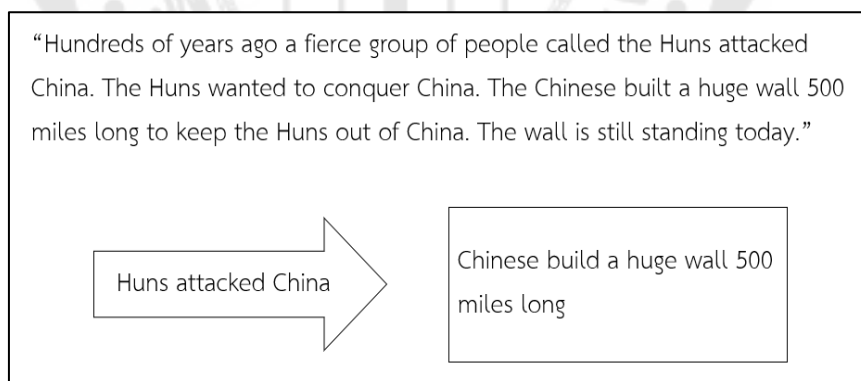 “Hundreds of years ago a fierce group of people called the Huns attacked
China. The Huns wanted to conquer China. The Chinese built a huge wall 500
miles long to keep the Huns out of China. The wall is still standing today.”
Huns attacked China
Chinese build a huge wall 500
miles long